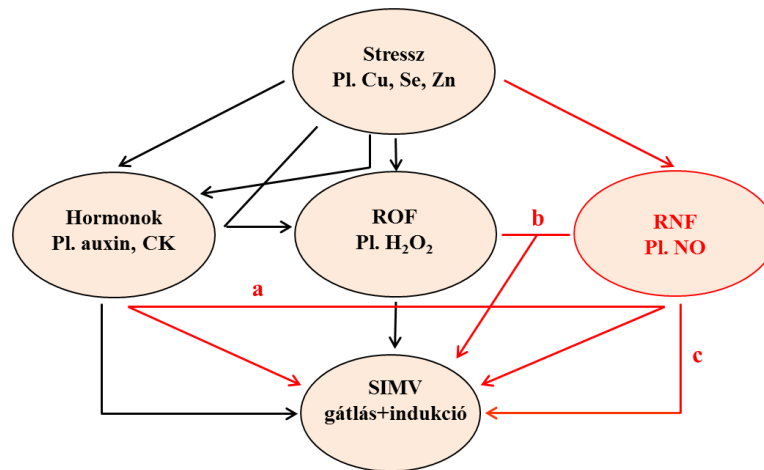 Stressz
Pl. Cu, Se, Zn
Hormonok
Pl. auxin, CK
ROF
Pl. H₂O₂
b
RNF
Pl. NO
a
c
SIMV
gátlás+indukció